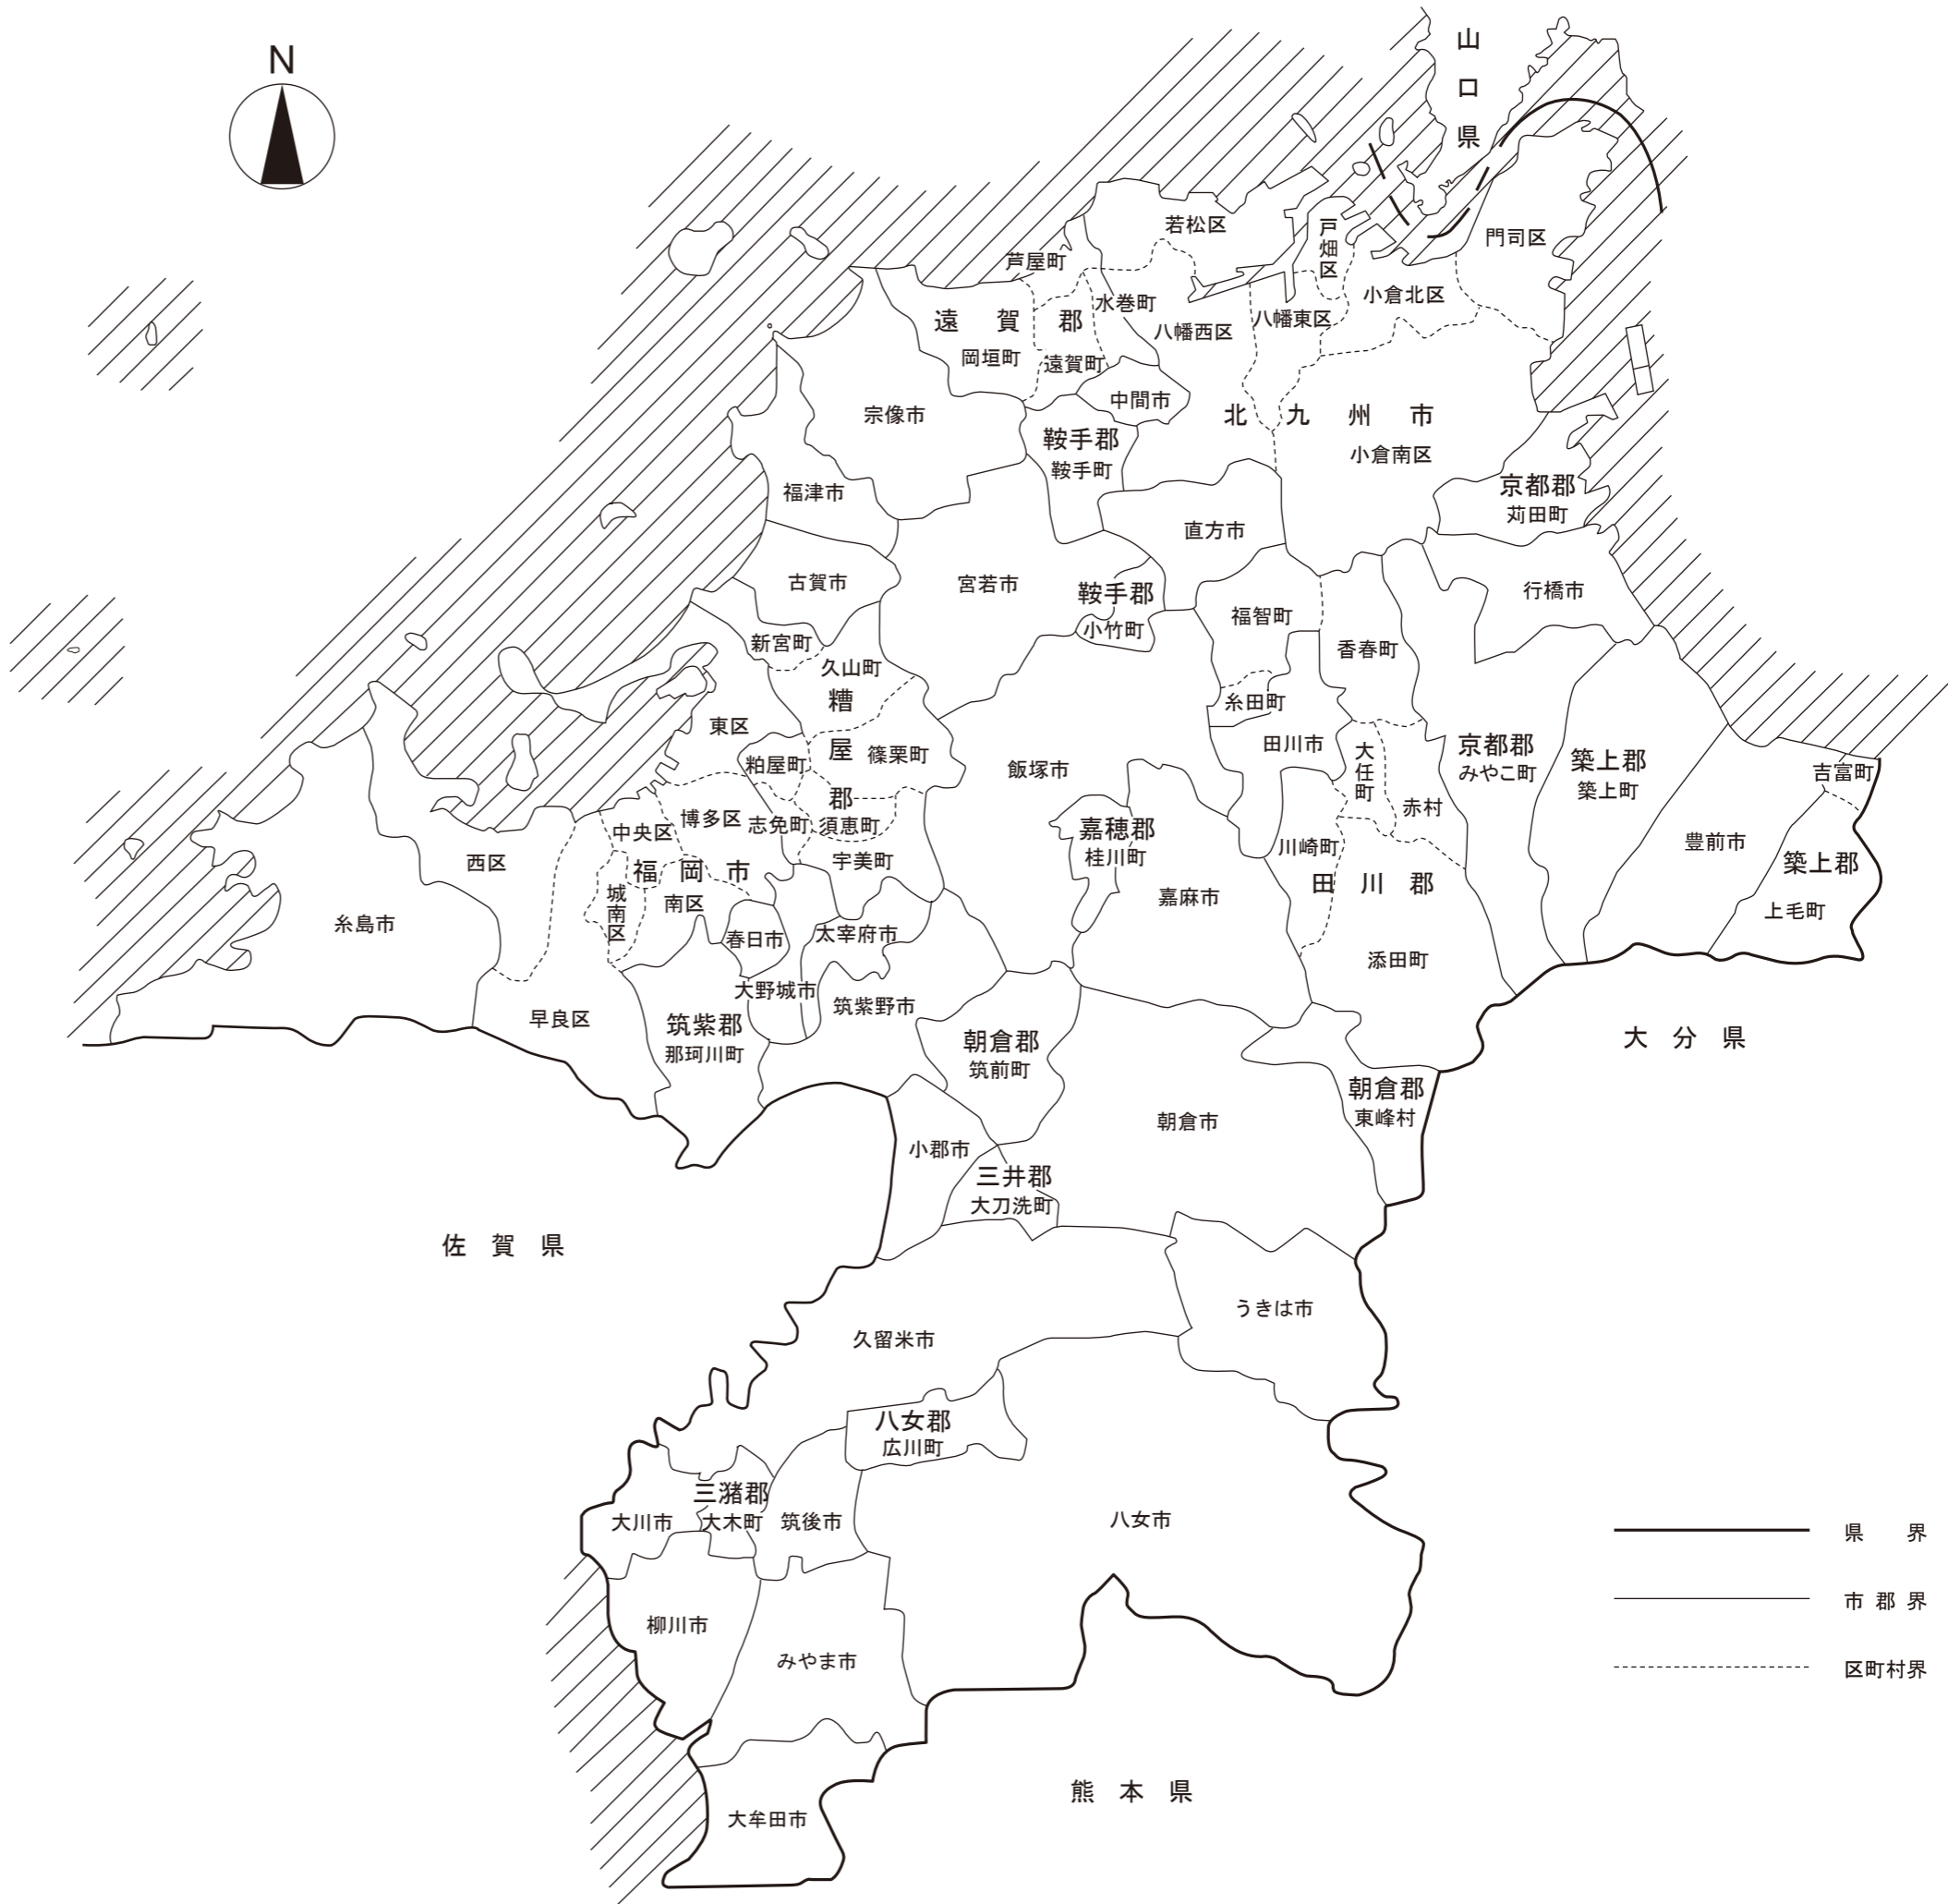 N
山口県
若松区
戸畑区
門司区
芦屋町
水巻町
小倉北区
遠賀郡
八幡西区
八幡東区
岡垣町
遠賀町
中間市
宗像市
北九州市
鞍手郡
鞍手町
小倉南区
福津市
京都郡
苅田町
直方市
古賀市
宮若市
鞍手郡
小竹町
行橋市
福智町
新宮町
香春町
久山町
糟屋郡
糸田町
東区
篠栗町
田川市
大任町
京都郡
みやこ町
築上郡
築上町
粕屋町
飯塚市
吉富町
赤村
中央区
博多区
志免町
須恵町
嘉穂郡
桂川町
川崎町
豊前市
西区
福岡市
宇美町
築上郡
上毛町
田川郡
城南区
南区
嘉麻市
糸島市
春日市
太宰府市
添田町
大野城市
筑紫野市
早良区
筑紫郡
那珂川町
朝倉郡
筑前町
大分県
朝倉郡
東峰村
朝倉市
小郡市
三井郡
大刀洗町
佐賀県
うきは市
久留米市
八女郡
広川町
三潴郡
大木町
大川市
筑後市
八女市
県界
市郡界
区町村界
柳川市
みやま市
熊本県
大牟田市